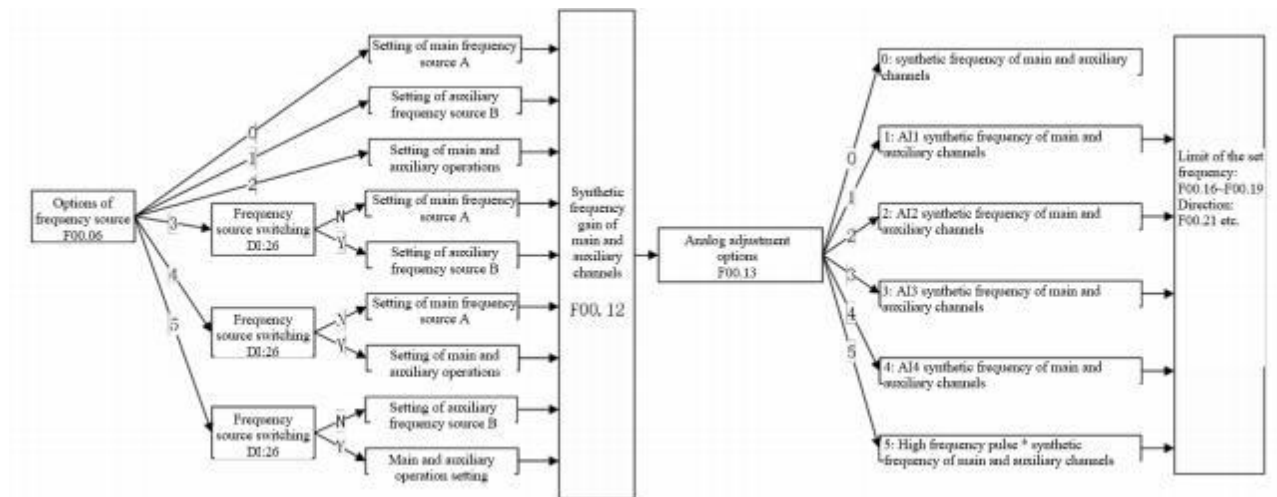 Options of
frequency source
F00.06
0
1
2
3
4
5
Frequency
source switching
DI:26
Frequency
source switching
DI:26
Frequency
source switching
DI:26
N
Y
N
Y
N
Y
Setting of main frequency
source A
Setting of auxiliary
frequency source B
Setting of main and
auxiliary operations
Setting of main frequency
source A
Setting of auxiliary
frequency source B
Setting of main frequency
source A
Setting of main and
auxiliary operations
Setting of auxiliary
frequency source B
Main and auxiliary
operation setting
Synthetic
frequency
gain of
main and
auxiliary
channels
F00. 12
Analog adjustment
options
F00.13
0
1
2
3
4
5
0: synthetic frequency of main and auxiliary
channels
1: AI1 synthetic frequency of main and
auxiliary channels
2: AI2 synthetic frequency of main and
auxiliary channels
3: AI3 synthetic frequency of main and
auxiliary channels
4: AI4 synthetic frequency of main and
auxiliary channels
5: High frequency pulse * synthetic
frequency of main and auxiliary channels
Limit of the set
frequency:
F00.16~F00.19
Direction:
F00.21 etc.